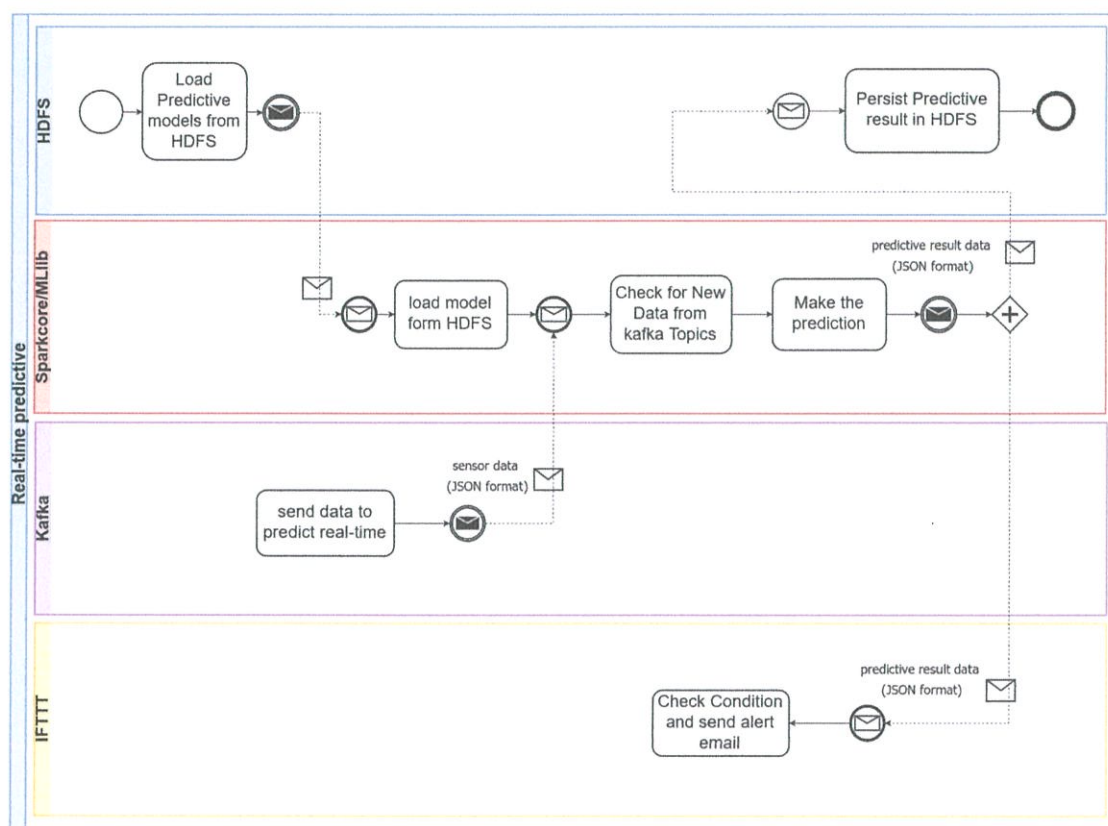 Real-time predictive
HDFS
Load
Predictive
models from
HDFS
Persist Predictive
result in HDFS
Sparkcore/MLlib
predictive result data
(JSON format)
load model
form HDFS
Check for New
Data from
kafka Topics
Make the
prediction
Kafka
sensor data
(JSON format)
send data to
predict real-time
IFTTT
predictive result data
(JSON format)
Check Condition
and send alert
email